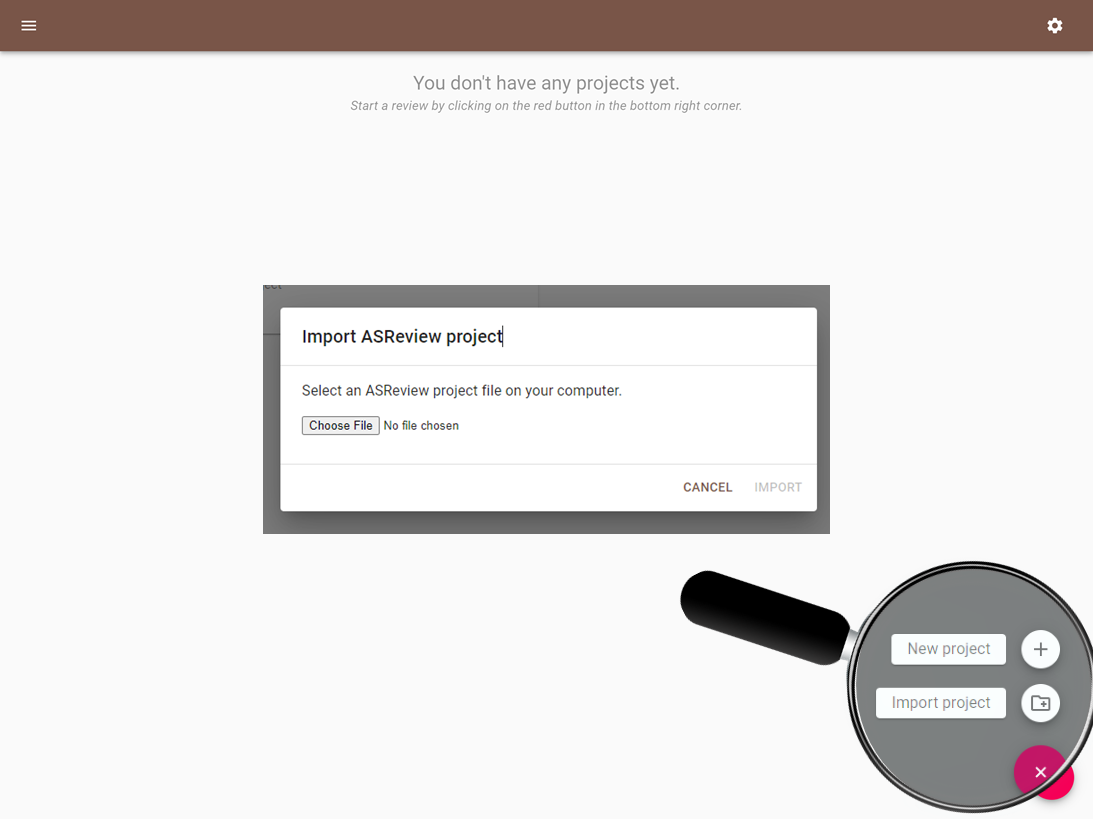 You don't have any projects yet.
Start a review by clicking on the red button in the bottom right corner.
ect
Import ASReview project
Select an ASReview project file on your computer.
Choose File No file chosen
CANCEL IMPORT
New project
Import project